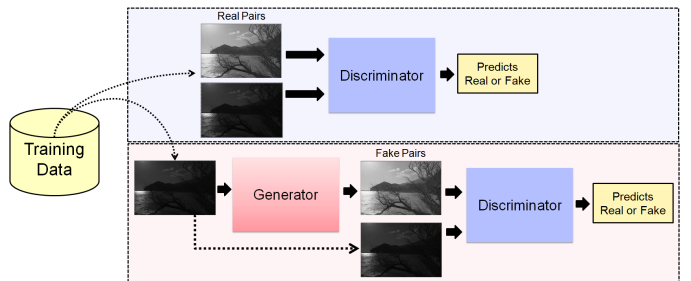 Real Pairs
Discriminator
Predicts
Real or Fake
Training
Data
Fake Pairs
Generator
Discriminator
Predicts
Real or Fake